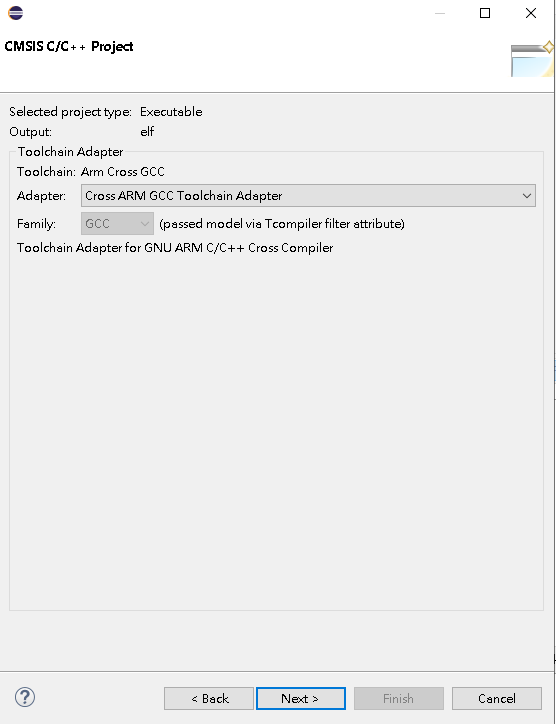 CMSIS C/C++ Project
Selected project type: Executable
Output: elf
Toolchain Adapter
Toolchain: Arm Cross GCC
Adapter: Cross ARM GCC Toolchain Adapter
Family: GCC (passed model via Tcompiler filter attribute)
Toolchain Adapter for GNU ARM C/C++ Cross Compiler
? < Back Next > Finish Cancel